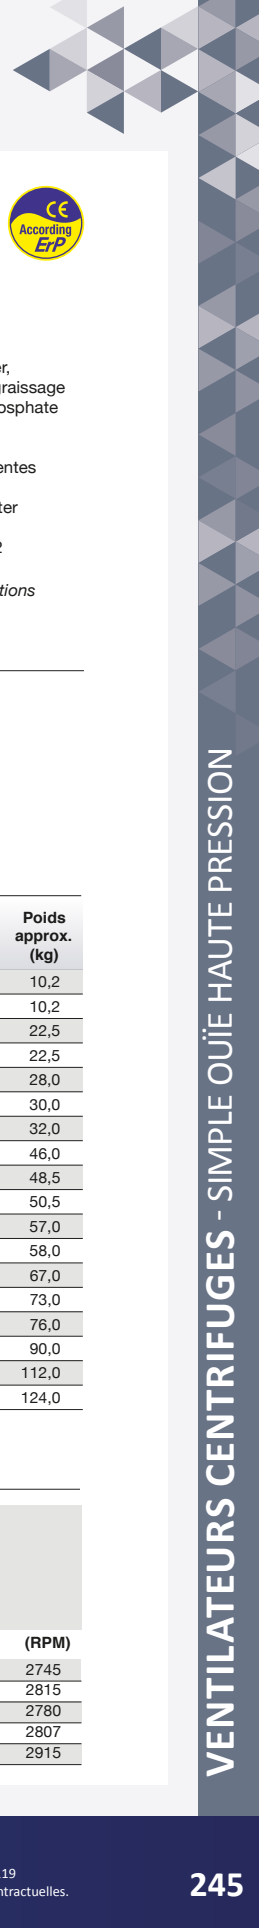 CE
According
ErP
er,
graissage
osphate
entes
ter
2
tions
Poids
approx.
(kg)
10,2
10,2
22,5
22,5
28,0
30,0
32,0
46,0
48,5
50,5
57,0
58,0
67,0
73,0
76,0
90,0
112,0
124,0
(RPM)
2745
2815
2780
2807
2915
VENTILATEURS CENTRIFUGES - SIMPLE OUÏE HAUTE PRESSION
.19
ntractuelles.
245